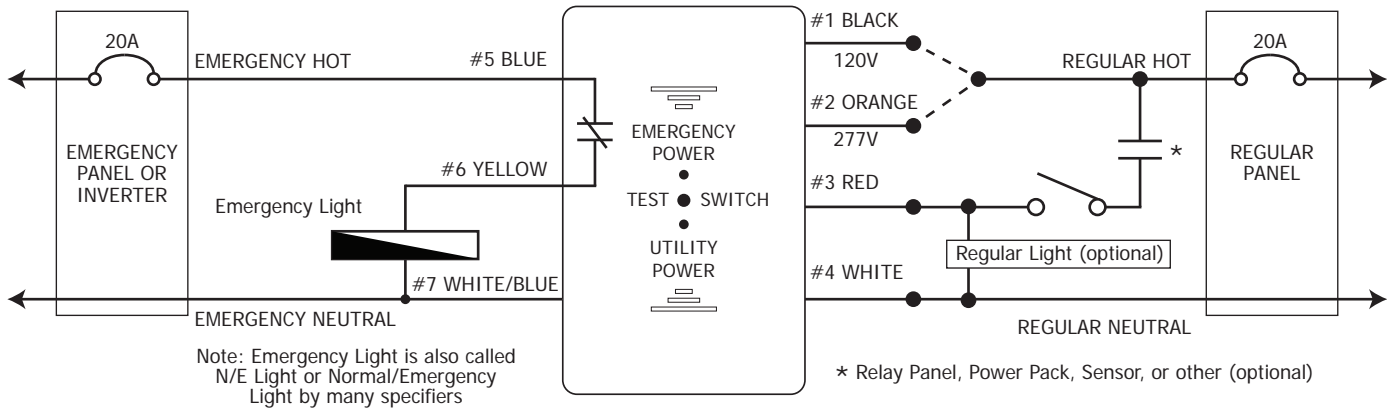 20A
EMERGENCY HOT
EMERGENCY
PANEL OR
INVERTER
#5 BLUE
#6 YELLOW
Emergency Light
#7 WHITE/BLUE
EMERGENCY NEUTRAL
Note: Emergency Light is also called
N/E Light or Normal/Emergency
Light by many specifiers
EMERGENCY
POWER
TEST SWITCH
UTILITY
POWER
#1 BLACK
120V
#2 ORANGE
277V
#3 RED
#4 WHITE
REGULAR HOT
20A
*
REGULAR
PANEL
Regular Light (optional)
REGULAR NEUTRAL
* Relay Panel, Power Pack, Sensor, or other (optional)